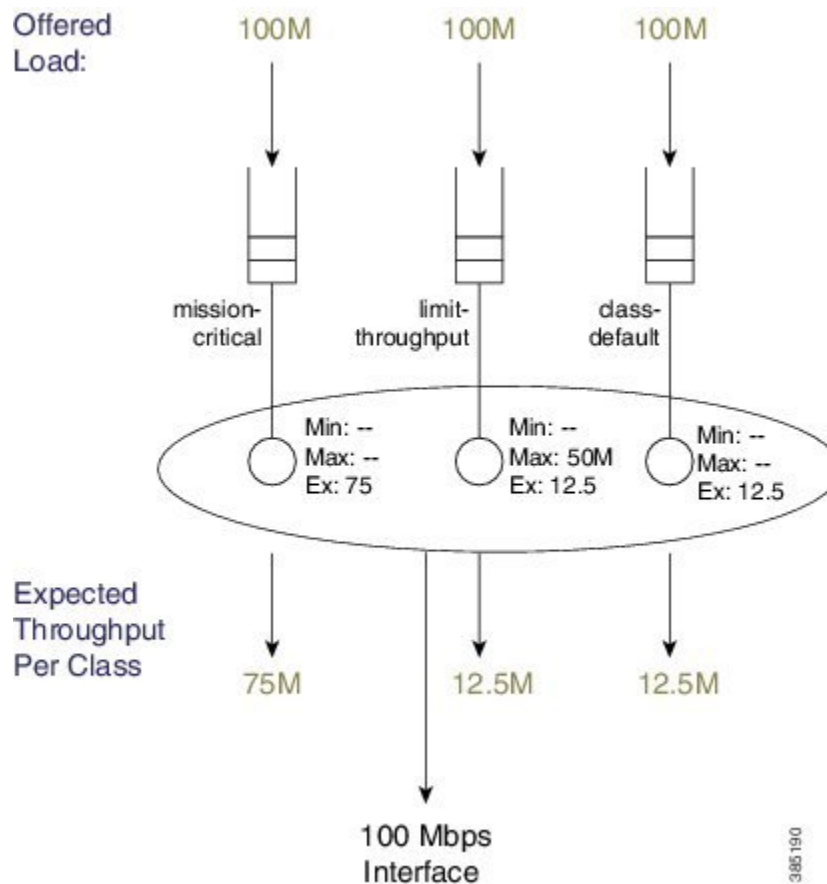 Offered
Load:
100M
100M
100M
mission-
critical
limit-
throughput
class-
default
Min: --
Max: --
Ex: 75
Min: --
Max: 50M
Ex: 12.5
Min: --
Max: --
Ex: 12.5
Expected
Throughput
Per Class
75M
12.5M
12.5M
100 Mbps
Interface
385190